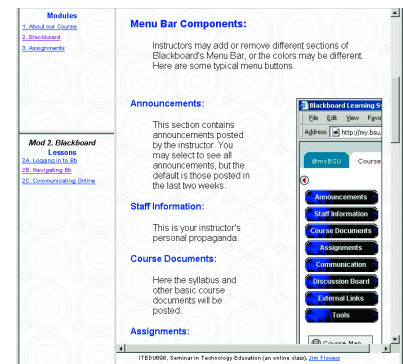 Modules
1. About our Course
2. Blackboard
3. Assignments
Mod 2. Blackboard
Lessons
2A. Logging in to Bb
2B. Navigating Bb
2C. Communicating Online
Menu Bar Components:
Instructors may add or remove different sections of
Blackboard's Menu Bar, or the colors may be different.
Here are some typical menu buttons.
Announcements:
This section contains
announcements posted
by the instructor. You
may select to see all
announcements, but the
default is those posted in
the last two weeks.
Staff Information:
This is your instructor's
personal propaganda.
Course Documents:
Here the syllabus and
other basic course
documents will be
posted.
Assignments:
Blackboard Learning Sy
File Edit View Favo
Address http://my.bsu.
@myBSU Course
Announcements
Staff Information
Course Documents
Assignments
Communication
Discussion Board
External Links
Tools
Course Map
ITEDU698, Seminar in Technology Education (an online class), Jim Flowers